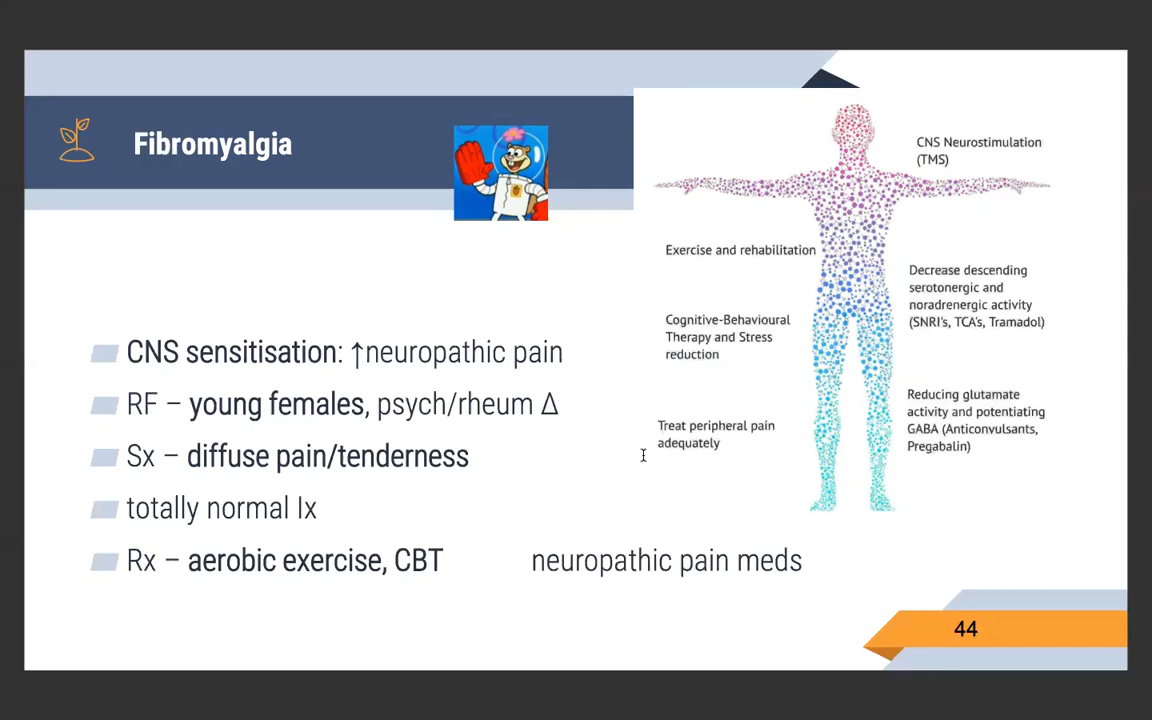 Fibromyalgia
CNS sensitisation: ↑neuropathic pain
RF – young females, psych/rheum Δ
Sx – diffuse pain/tenderness
totally normal Ix
Rx – aerobic exercise, CBT neuropathic pain meds
CNS Neurostimulation
(TMS)
Exercise and rehabilitation
Decrease descending
serotonergic and
noradrenergic activity
(SNRI's, TCA's, Tramadol)
Cognitive-Behavioural
Therapy and Stress
reduction
Reducing glutamate
activity and potentiating
GABA (Anticonvulsants,
Pregabalin)
Treat peripheral pain
adequately
44